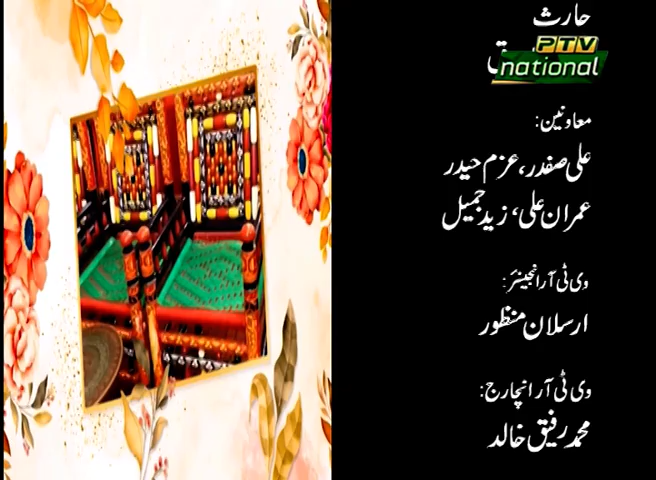 حارث
PTV
national
معاونین:
علی صفدر، عزم حیدر
عمران علی، زید جمیل
وی ٹی آر انجینئر:
ارسلان منظور
وی ٹی آر انچارج:
محمد رفیق خالد